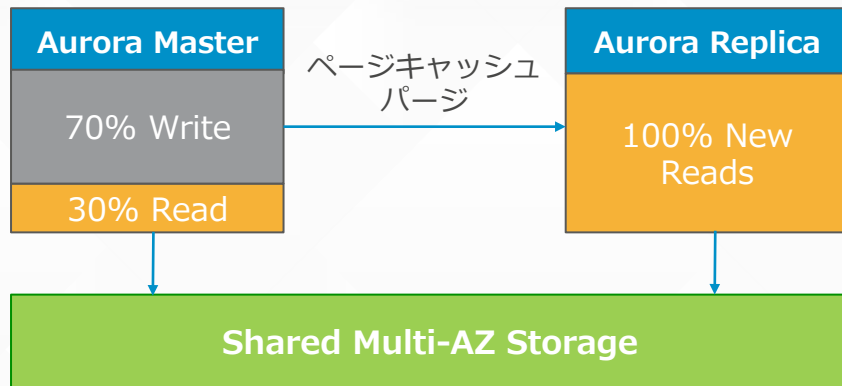 Aurora Master
70% Write
30% Read
ページキャッシュ
パージ
Aurora Replica
100% New
Reads
Shared Multi-AZ Storage